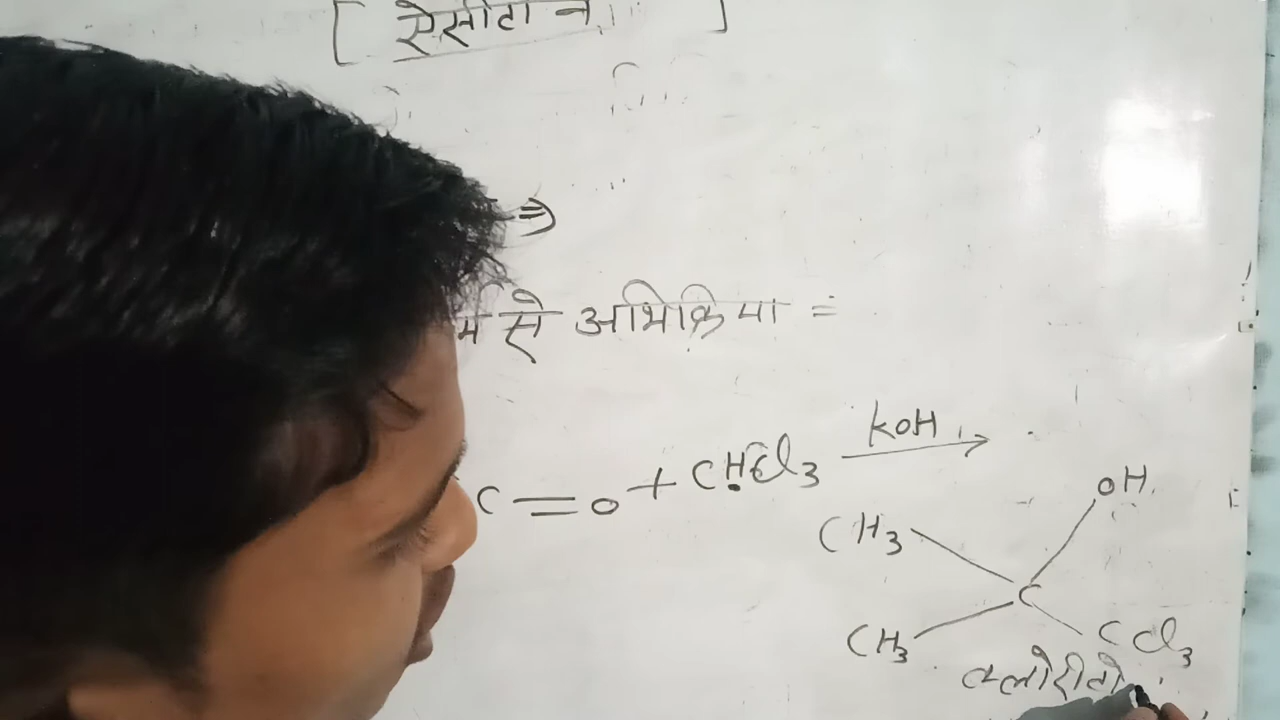 [ ऐसीटोन ]
⇒
से अभिक्रिया =
C = O + CHCl3 KOH →
OH
CH3
C
CH3 CCl3
क्लोरीटो